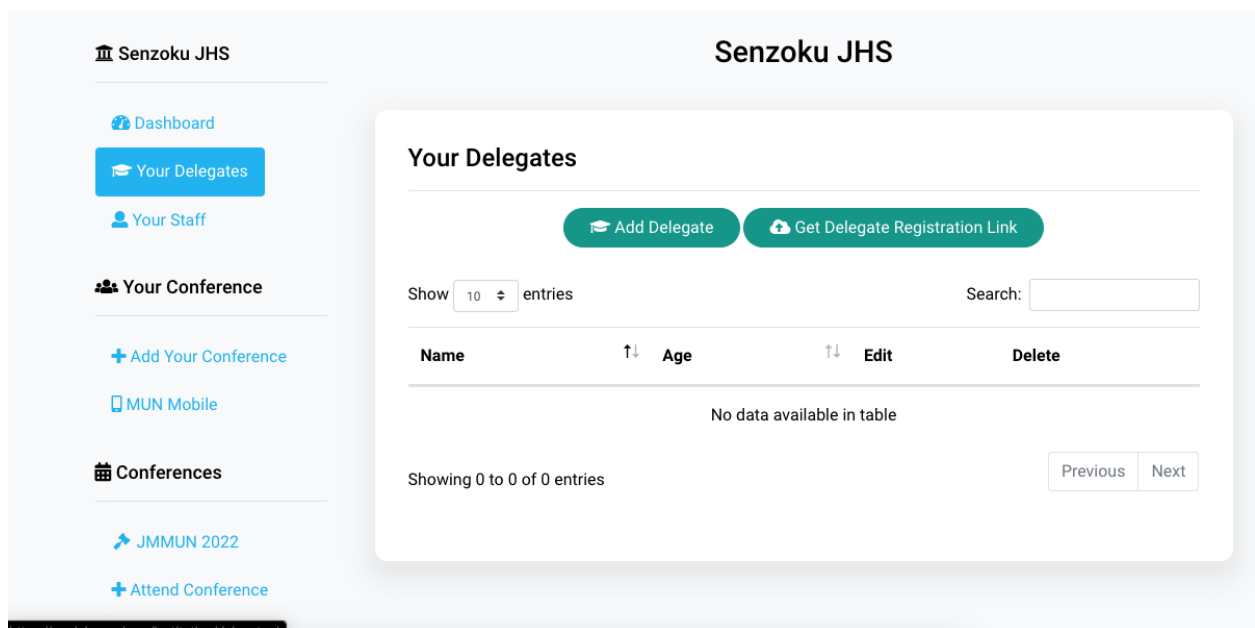 Senzoku JHS
Dashboard
Your Delegates
Your Staff
Your Conference
Add Your Conference
MUN Mobile
Conferences
JMMUN 2022
Attend Conference
Senzoku JHS
Your Delegates
Add Delegate Get Delegate Registration Link
Show 10 entries Search:
Name Age Edit Delete
No data available in table
Showing 0 to 0 of 0 entries
Previous Next